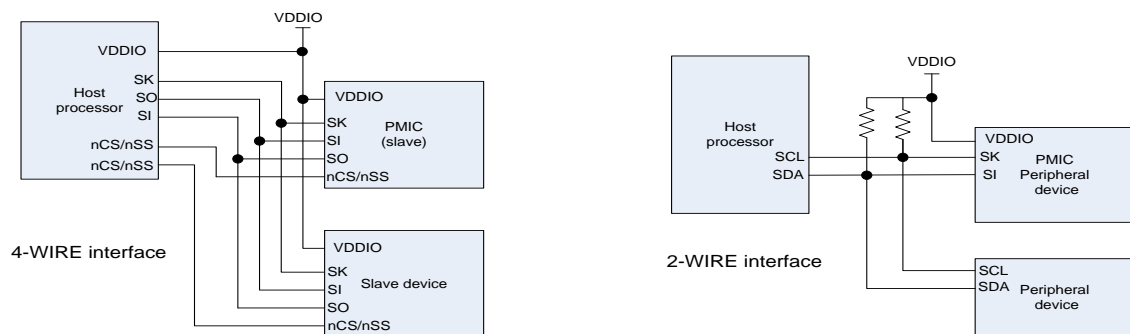 VDDIO
VDDIO
Host
processor
SK
SO
SI
nCS/nSS
nCS/nSS
VDDIO
SK
SI
SO
nCS/nSS
PMIC
(slave)
4-WIRE interface
VDDIO
SK
SI
SO
nCS/nSS
Slave device
VDDIO
Host
processor
SCL
SDA
VDDIO
SK
SI
PMIC
Peripheral
device
2-WIRE interface
SCL
SDA
Peripheral
device